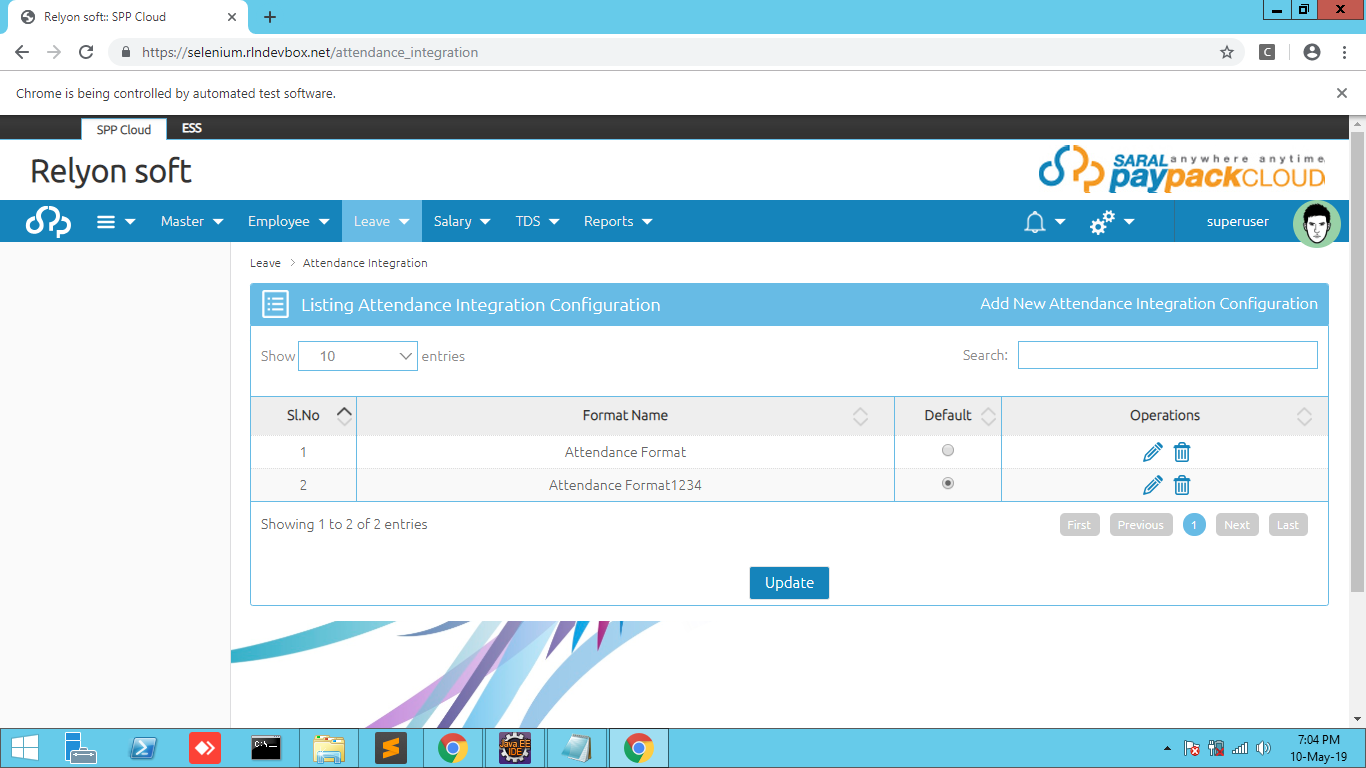 Relyon soft:: SPP Cloud
https://selenium.rlndevbox.net/attendance_integration
C
Chrome is being controlled by automated test software.
SPP Cloud ESS
Relyon soft
SARAL anywhere anytime
paypackCLOUD
Master Employee Leave Salary TDS Reports superuser
Leave > Attendance Integration
Listing Attendance Integration Configuration Add New Attendance Integration Configuration
Show 10 entries Search:
Sl.No Format Name Default Operations
1 Attendance Format
2 Attendance Format1234
Showing 1 to 2 of 2 entries First Previous 1 Next Last
Update
C:\
Java EE
IDE
7:04 PM
10-May-19